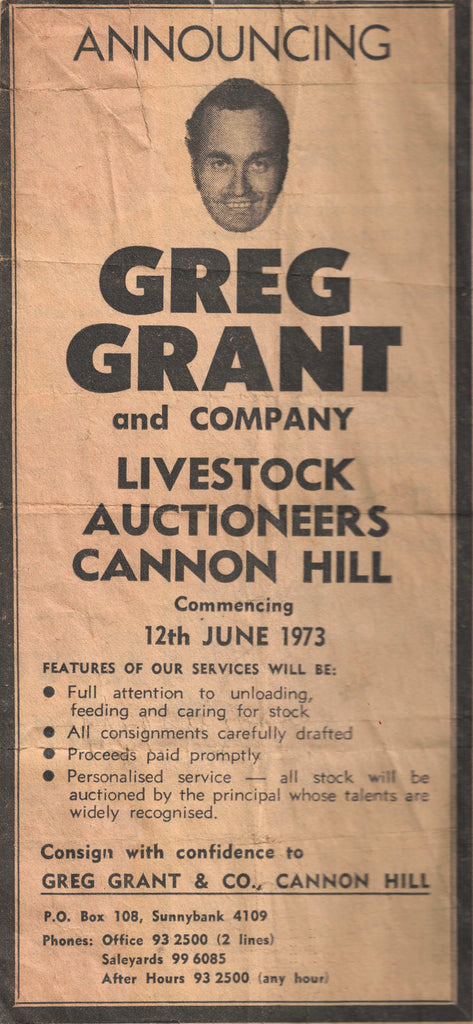 ANNOUNCING
GREG
GRANT
and COMPANY
LIVESTOCK
AUCTIONEERS
CANNON HILL
Commencing
12th JUNE 1973
FEATURES OF OUR SERVICES WILL BE:
● Full attention to unloading,
feeding and caring for stock
● All consignments carefully drafted
● Proceeds paid promptly
● Personalised service — all stock will be
auctioned by the principal whose talents are
widely recognised.
Consign with confidence to
GREG GRANT & CO., CANNON HILL
P.O. Box 108, Sunnybank 4109
Phones: Office 93 2500 (2 lines)
Saleyards 99 6085
After Hours 93 2500 (any hour)